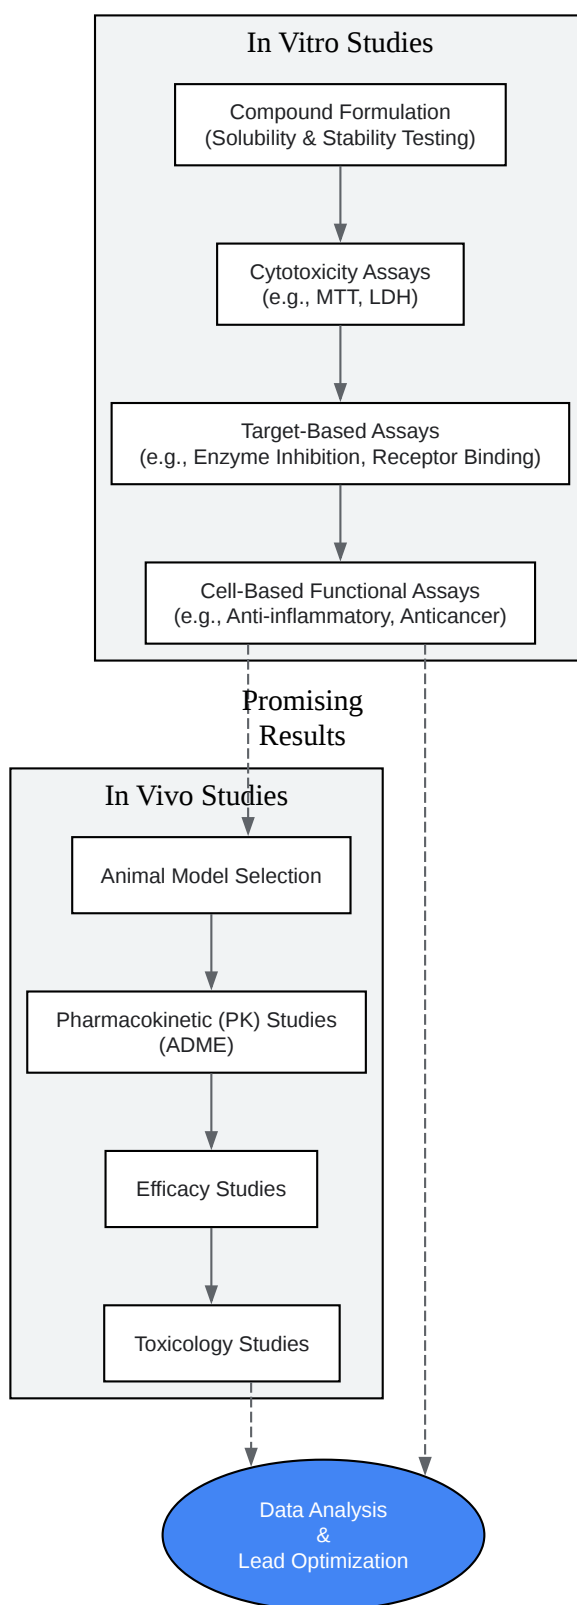 In Vitro Studies
Compound Formulation
(Solubility & Stability Testing)
Cytotoxicity Assays
(e.g., MTT, LDH)
Target-Based Assays
(e.g., Enzyme Inhibition, Receptor Binding)
Cell-Based Functional Assays
(e.g., Anti-inflammatory, Anticancer)
Promising
Results
In Vivo Studies
Animal Model Selection
Pharmacokinetic (PK) Studies
(ADME)
Efficacy Studies
Toxicology Studies
Data Analysis
&
Lead Optimization